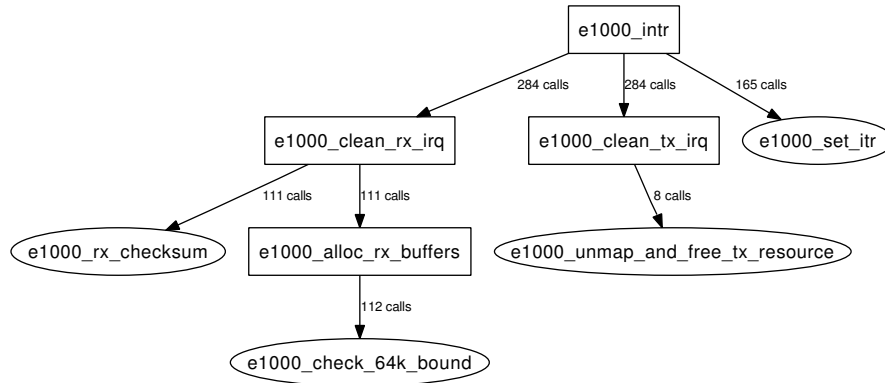 e1000_intr
284 calls
284 calls
165 calls
e1000_clean_rx_irq
e1000_clean_tx_irq
e1000_set_itr
111 calls
111 calls
8 calls
e1000_rx_checksum
e1000_alloc_rx_buffers
e1000_unmap_and_free_tx_resource
112 calls
e1000_check_64k_bound